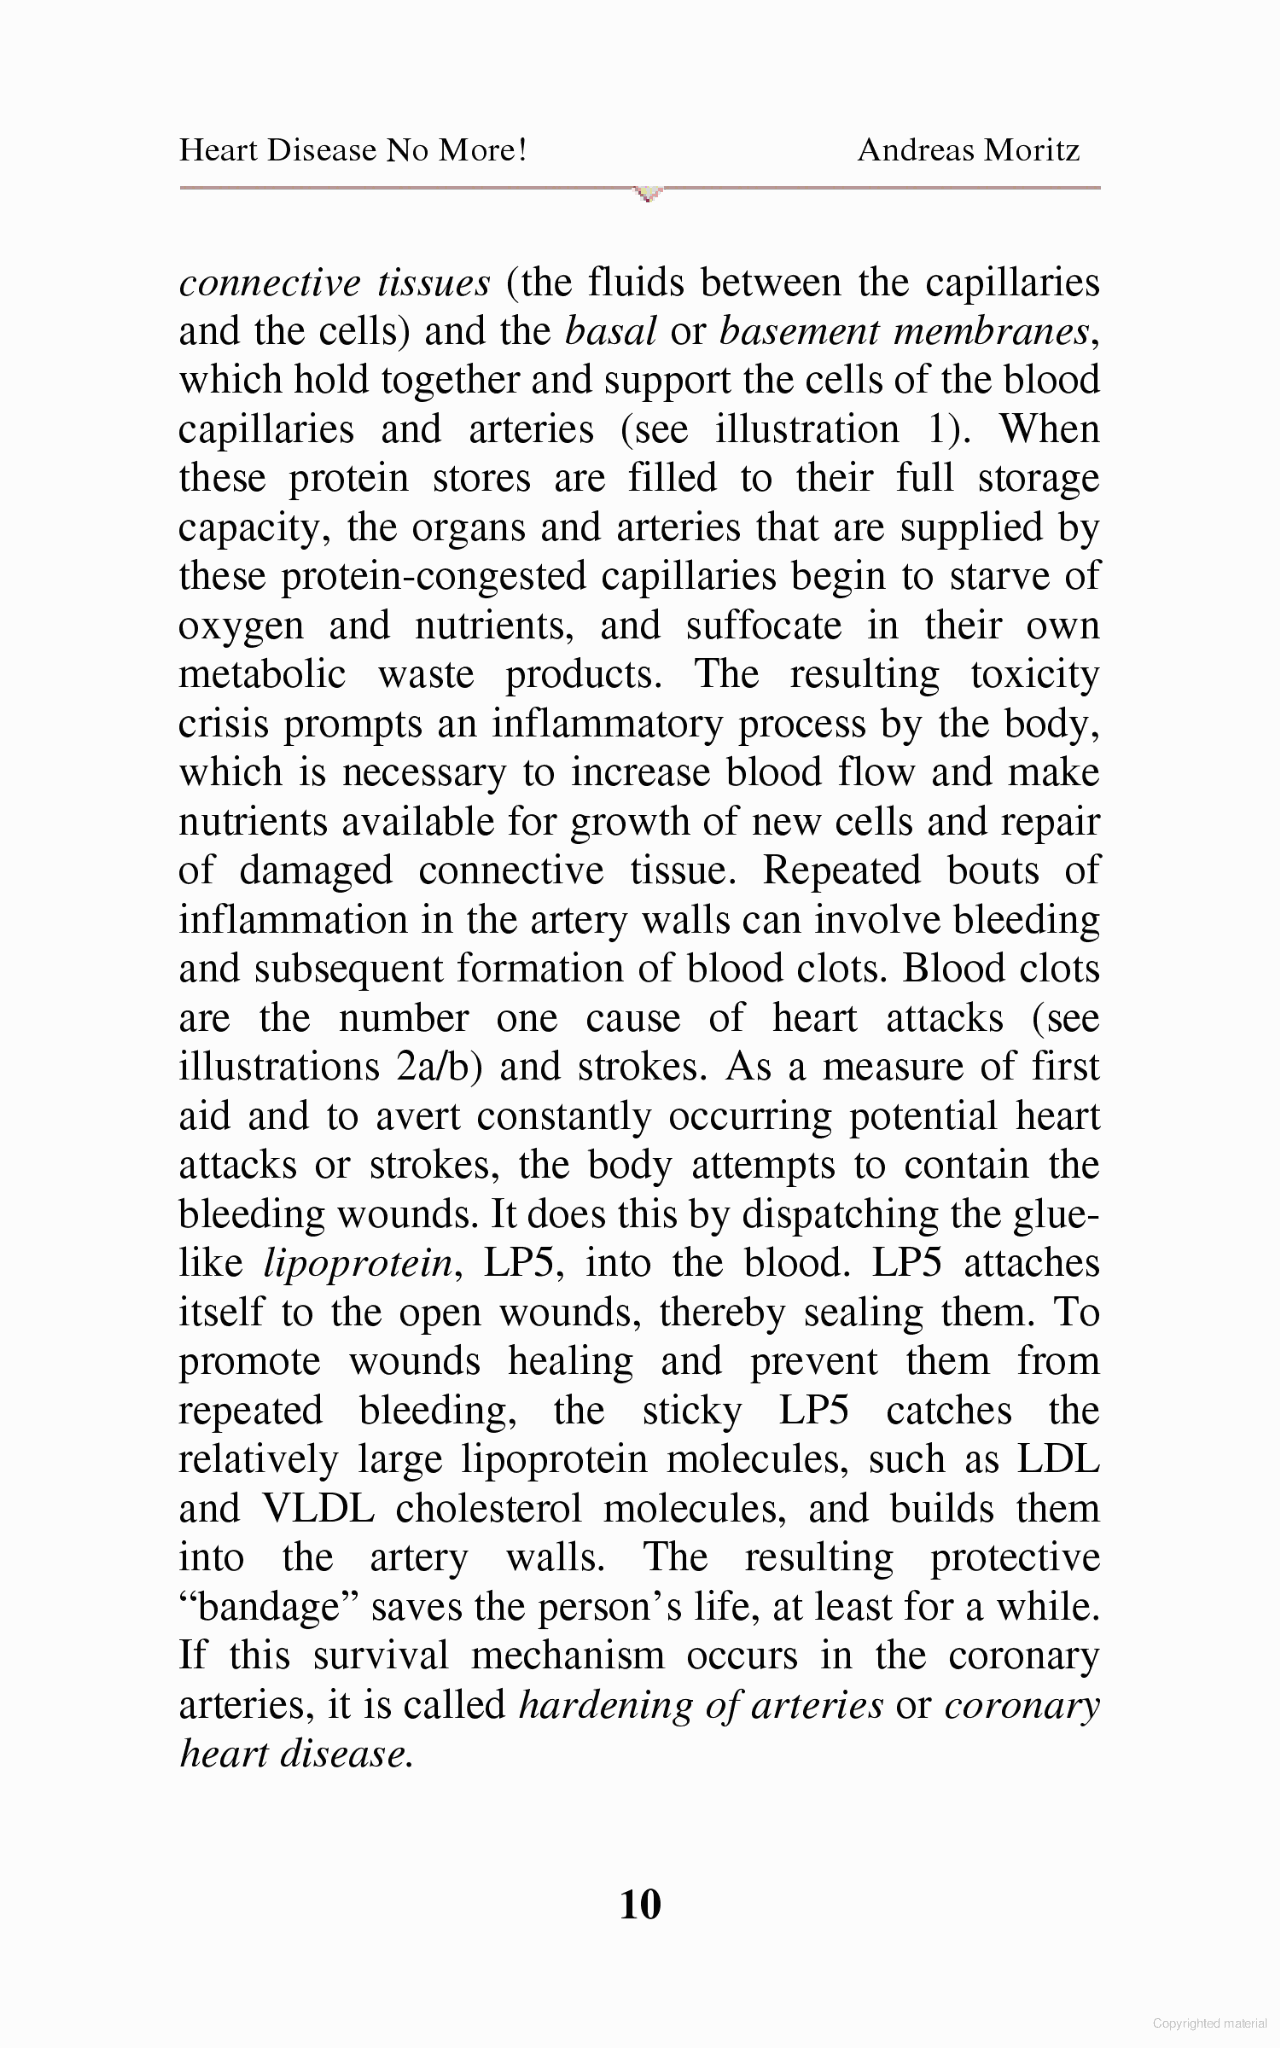 Heart Disease No More! Andreas Moritz
connective tissues (the fluids between the capillaries
and the cells) and the basal or basement membranes,
which hold together and support the cells of the blood
capillaries and arteries (see illustration 1). When
these protein stores are filled to their full storage
capacity, the organs and arteries that are supplied by
these protein-congested capillaries begin to starve of
oxygen and nutrients, and suffocate in their own
metabolic waste products. The resulting toxicity
crisis prompts an inflammatory process by the body,
which is necessary to increase blood flow and make
nutrients available for growth of new cells and repair
of damaged connective tissue. Repeated bouts of
inflammation in the artery walls can involve bleeding
and subsequent formation of blood clots. Blood clots
are the number one cause of heart attacks (see
illustrations 2a/b) and strokes. As a measure of first
aid and to avert constantly occurring potential heart
attacks or strokes, the body attempts to contain the
bleeding wounds. It does this by dispatching the glue-
like lipoprotein, LP5, into the blood. LP5 attaches
itself to the open wounds, thereby sealing them. To
promote wounds healing and prevent them from
repeated bleeding, the sticky LP5 catches the
relatively large lipoprotein molecules, such as LDL
and VLDL cholesterol molecules, and builds them
into the artery walls. The resulting protective
“bandage” saves the person’s life, at least for a while.
If this survival mechanism occurs in the coronary
arteries, it is called hardening of arteries or coronary
heart disease.
10
Copyrighted material